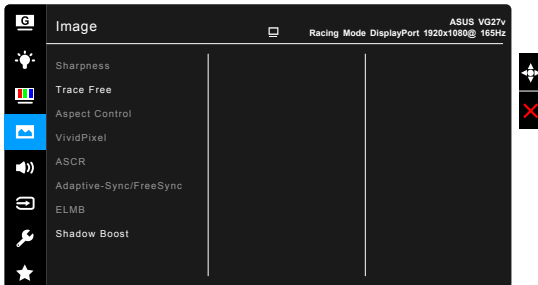 G
Image
ASUS VG27v
Racing Mode DisplayPort 1920x1080@ 165Hz
Sharpness
Trace Free
Aspect Control
VividPixel
ASCR
Adaptive-Sync/FreeSync
ELMB
Shadow Boost